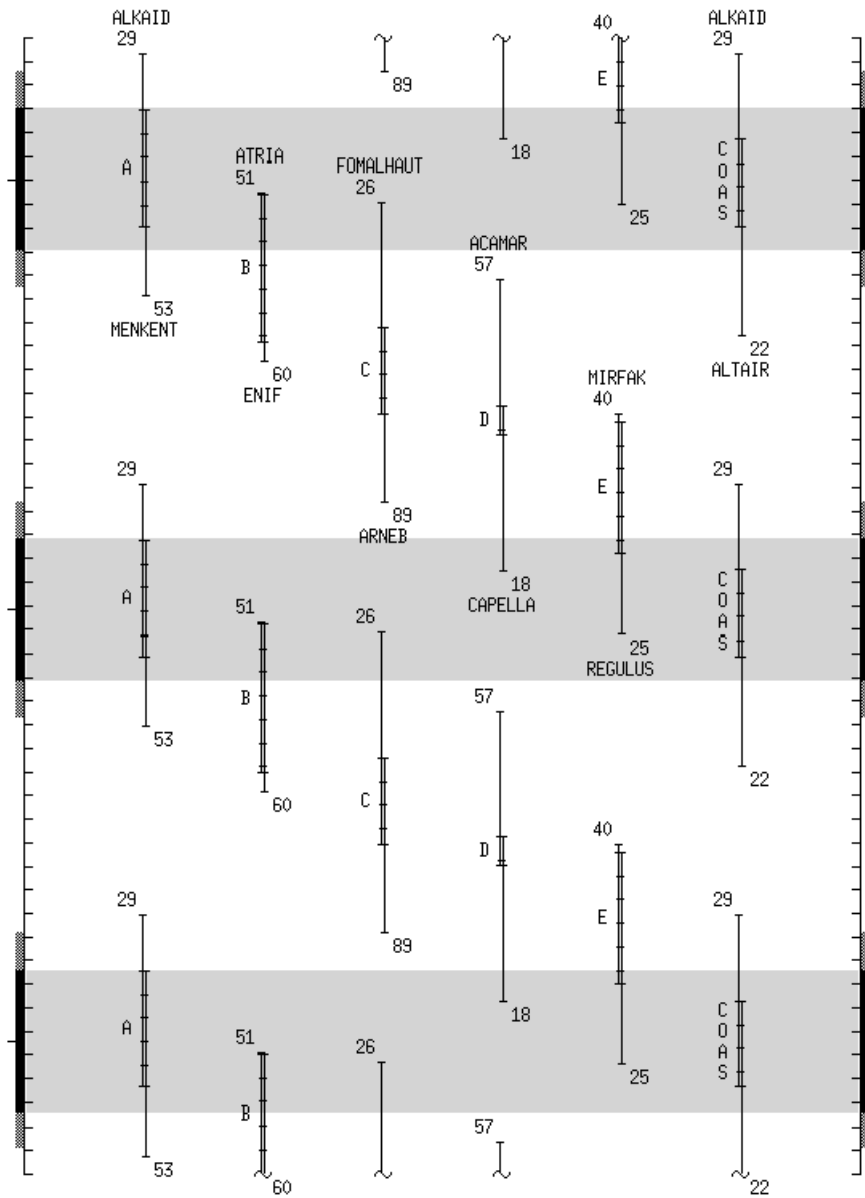 ALKAID ALKAID
29 40 29
89
E
A 18 C O A S
ATRIA
51 FOMALHAUT
26 25
ACAMAR
B 57
53
MENKENT
60 C 22
ENIF MIRFAK ALTAIR
40
D
29 E 29
89
ARNEB
A 18 C O A S
51 26 CAPELLA
25
REGULUS
B 57
53
22
60 C
40
D
29 E 29
89
A 18 C O A S
51 26
25
B 57
53
60 22